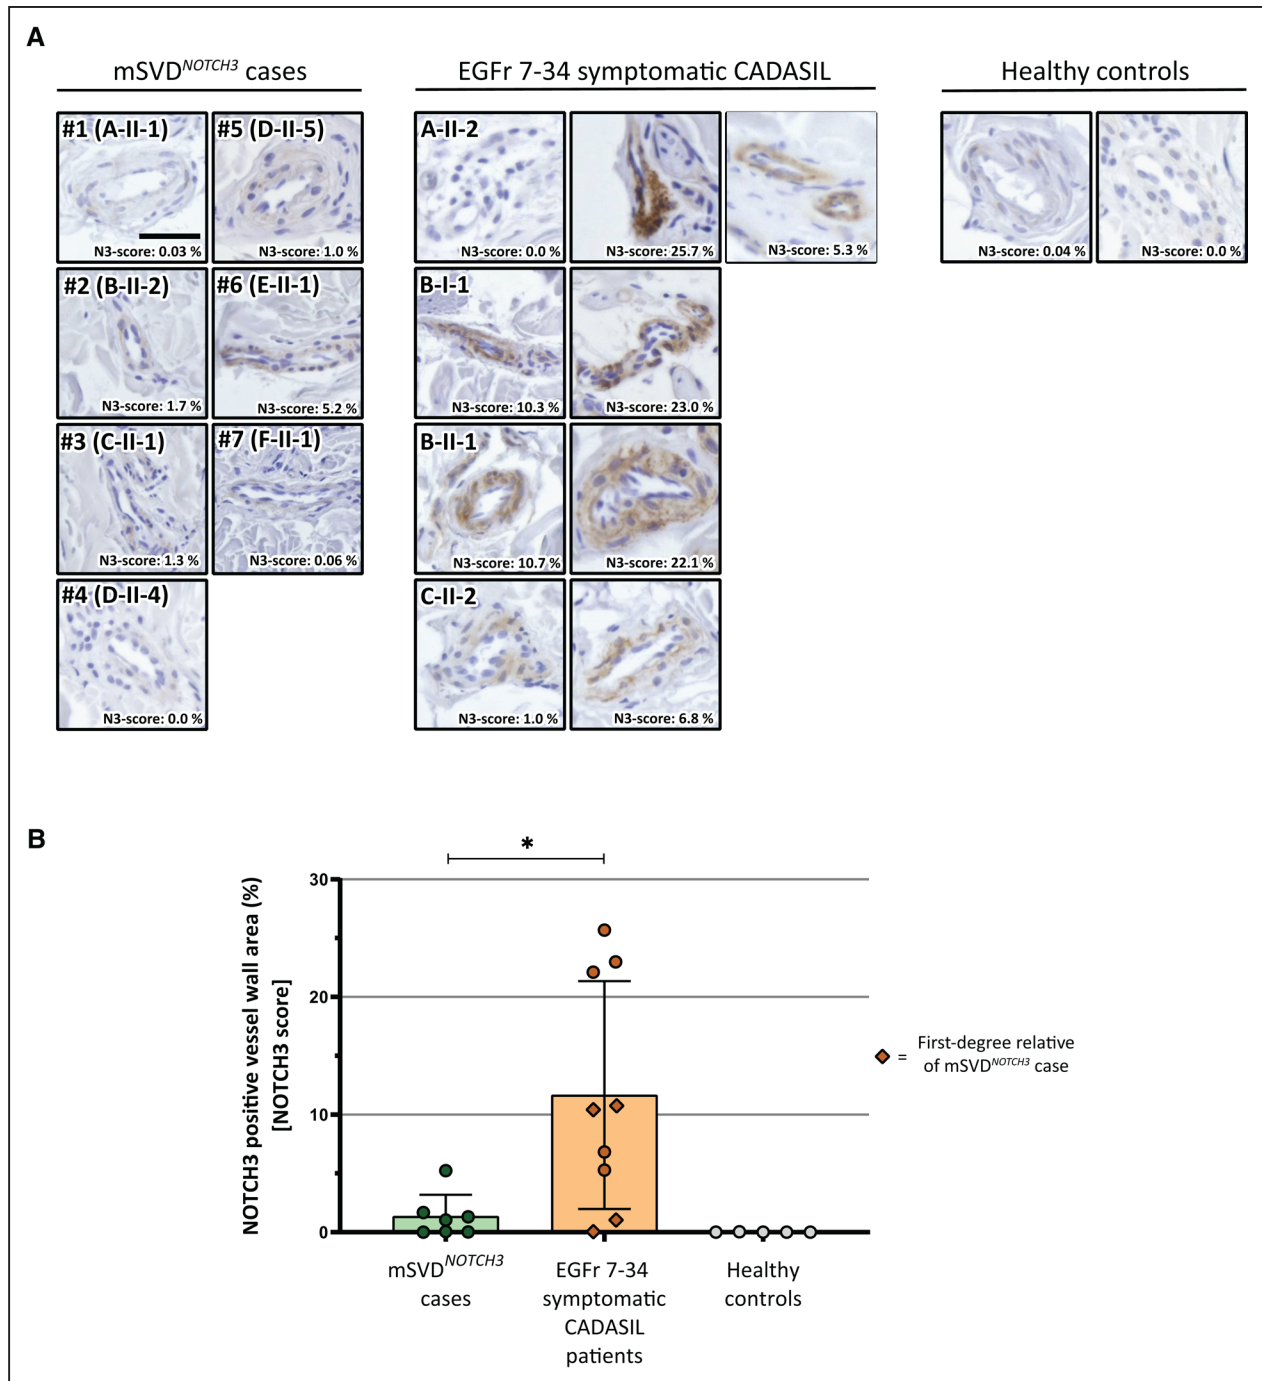 A
mSVD^NOTCH3 cases
EGFr 7-34 symptomatic CADASIL
Healthy controls
#1 (A-II-1)
N3-score: 0.03 %
#5 (D-II-5)
N3-score: 1.0 %
A-II-2
N3-score: 0.0 %
N3-score: 25.7 %
N3-score: 5.3 %
N3-score: 0.04 %
N3-score: 0.0 %
#2 (B-II-2)
N3-score: 1.7 %
#6 (E-II-1)
N3-score: 5.2 %
B-I-1
N3-score: 10.3 %
N3-score: 23.0 %
#3 (C-II-1)
N3-score: 1.3 %
#7 (F-II-1)
N3-score: 0.06 %
B-II-1
N3-score: 10.7 %
N3-score: 22.1 %
#4 (D-II-4)
N3-score: 0.0 %
C-II-2
N3-score: 1.0 %
N3-score: 6.8 %
B
*
NOTCH3 positive vessel wall area (%)
[NOTCH3 score]
30
20
10
0
mSVD^NOTCH3
cases
EGFr 7-34
symptomatic
CADASIL
patients
Healthy
controls
= First-degree relative
of mSVD^NOTCH3 case